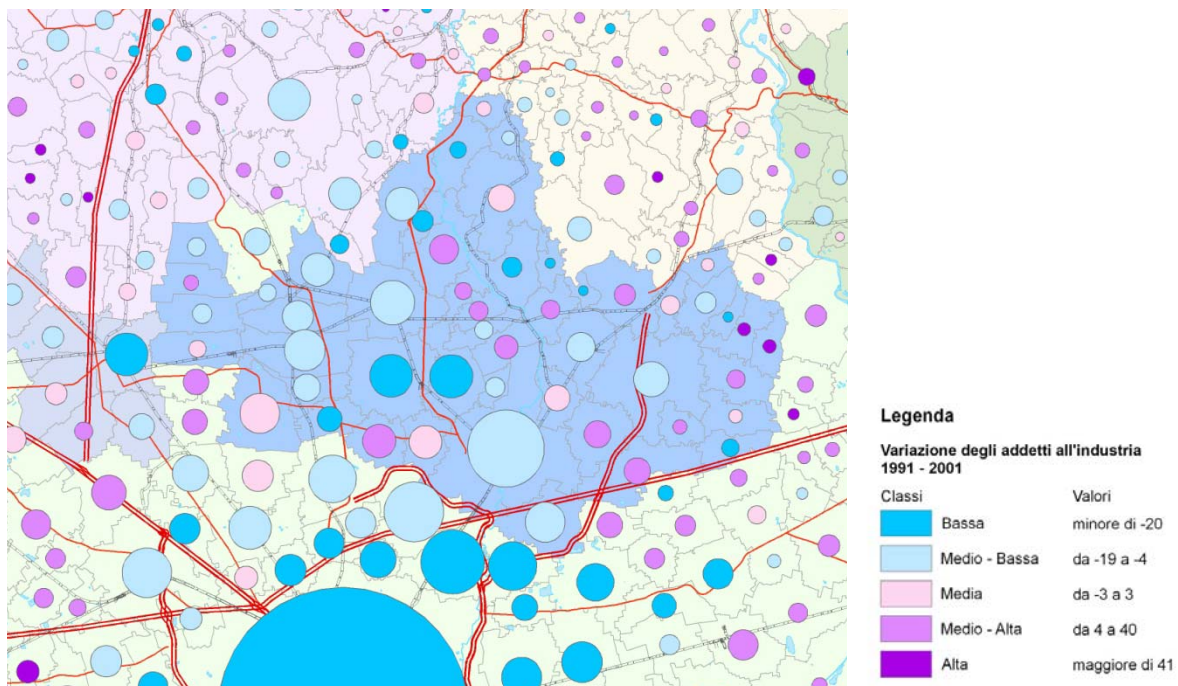 Legenda
Variazione degli addetti all'industria
1991 - 2001
Classi Valori
Bassa minore di -20
Medio - Bassa da -19 a -4
Media da -3 a 3
Medio - Alta da 4 a 40
Alta maggiore di 41